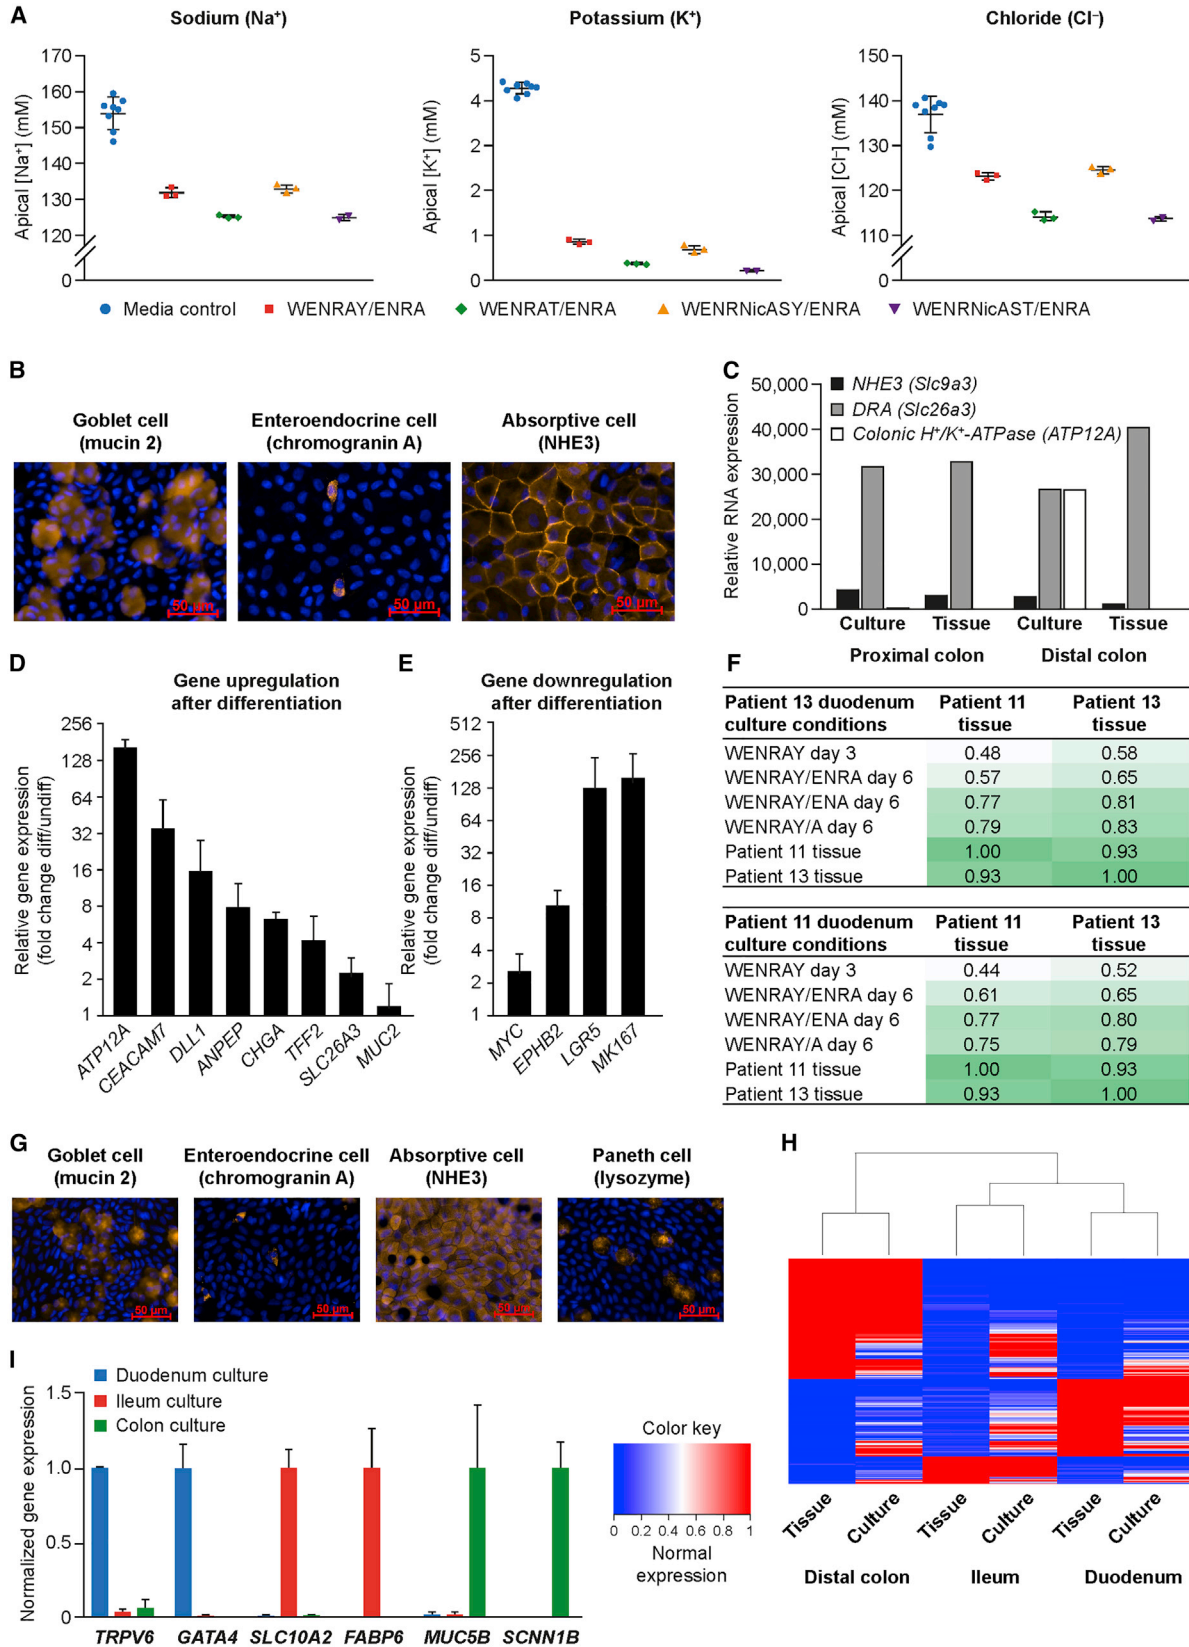 A
Sodium (Na⁺)
Potassium (K⁺)
Chloride (Cl⁻)
Apical [Na⁺] (mM)
170
160
150
140
130
120
0
Apical [K⁺] (mM)
5
4
2
2
1
0
Apical [Cl⁻] (mM)
150
140
130
120
110
0
Media control
WENRAY/ENRA
WENRAT/ENRA
WENRNicASY/ENRA
WENRNicAST/ENRA
B
Goblet cell
(mucin 2)
Enteroendocrine cell
(chromogranin A)
Absorptive cell
(NHE3)
50 µm
50 µm
50 µm
C
Relative RNA expression
50,000
40,000
30,000
20,000
10,000
0
NHE3 (Slc9a3)
DRA (Slc26a3)
Colonic H⁺/K⁺-ATPase (ATP12A)
Culture
Tissue
Culture
Tissue
Proximal colon
Distal colon
D
Gene upregulation
after differentiation
Relative gene expression
(fold change diff/undiff)
256
128
64
32
16
8
4
2
1
ATP12A
CEACAM7
DLL1
ANPEP
CHGA
TFF2
SLC26A3
MUC2
E
Gene downregulation
after differentiation
Relative gene expression
(fold change diff/undiff)
512
256
128
64
32
16
8
4
2
1
MYC
EPHB2
LGR5
MK167
F
Patient 13 duodenum culture conditions Patient 11 tissue Patient 13 tissue
WENRAY day 3 0.48 0.58
WENRAY/ENRA day 6 0.57 0.65
WENRAY/ENA day 6 0.77 0.81
WENRAY/A day 6 0.79 0.83
Patient 11 tissue 1.00 0.93
Patient 13 tissue 0.93 1.00
Patient 11 duodenum culture conditions Patient 11 tissue Patient 13 tissue
WENRAY day 3 0.44 0.52
WENRAY/ENRA day 6 0.61 0.65
WENRAY/ENA day 6 0.77 0.80
WENRAY/A day 6 0.75 0.79
Patient 11 tissue 1.00 0.93
Patient 13 tissue 0.93 1.00
G
Goblet cell
(mucin 2)
Enteroendocrine cell
(chromogranin A)
Absorptive cell
(NHE3)
Paneth cell
(lysozyme)
50 µm
50 µm
50 µm
50 µm
H
Tissue
Culture
Tissue
Culture
Tissue
Culture
Distal colon
Ileum
Duodenum
Color key
0 0.2 0.4 0.6 0.8 1
Normal
expression
I
Duodenum culture
Ileum culture
Colon culture
Normalized gene expression
1.5
1.0
0.5
0
TRPV6
GATA4
SLC10A2
FABP6
MUC5B
SCNN1B